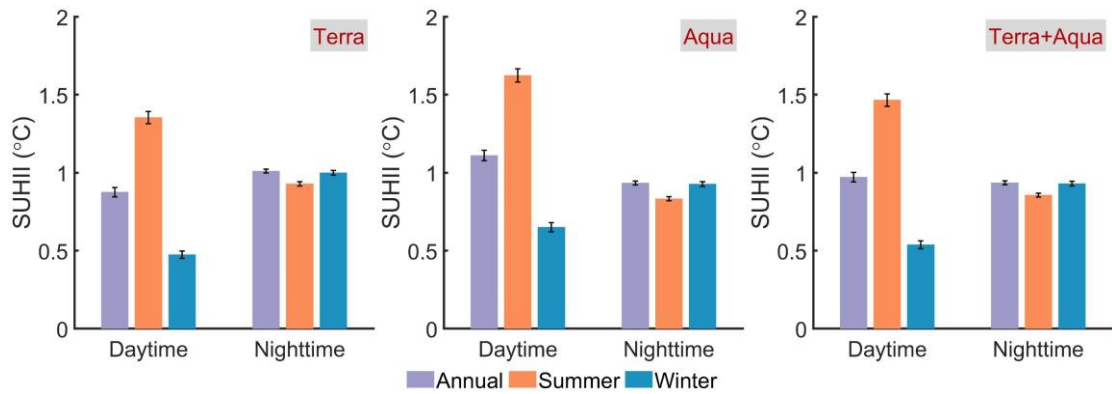 Terra
SUHII (°C)
2
1.5
1
0.5
0
Daytime Nighttime
Aqua
SUHII (°C)
2
1.5
1
0.5
0
Daytime Nighttime
Terra+Aqua
SUHII (°C)
2
1.5
1
0.5
0
Daytime Nighttime
Annual Summer Winter